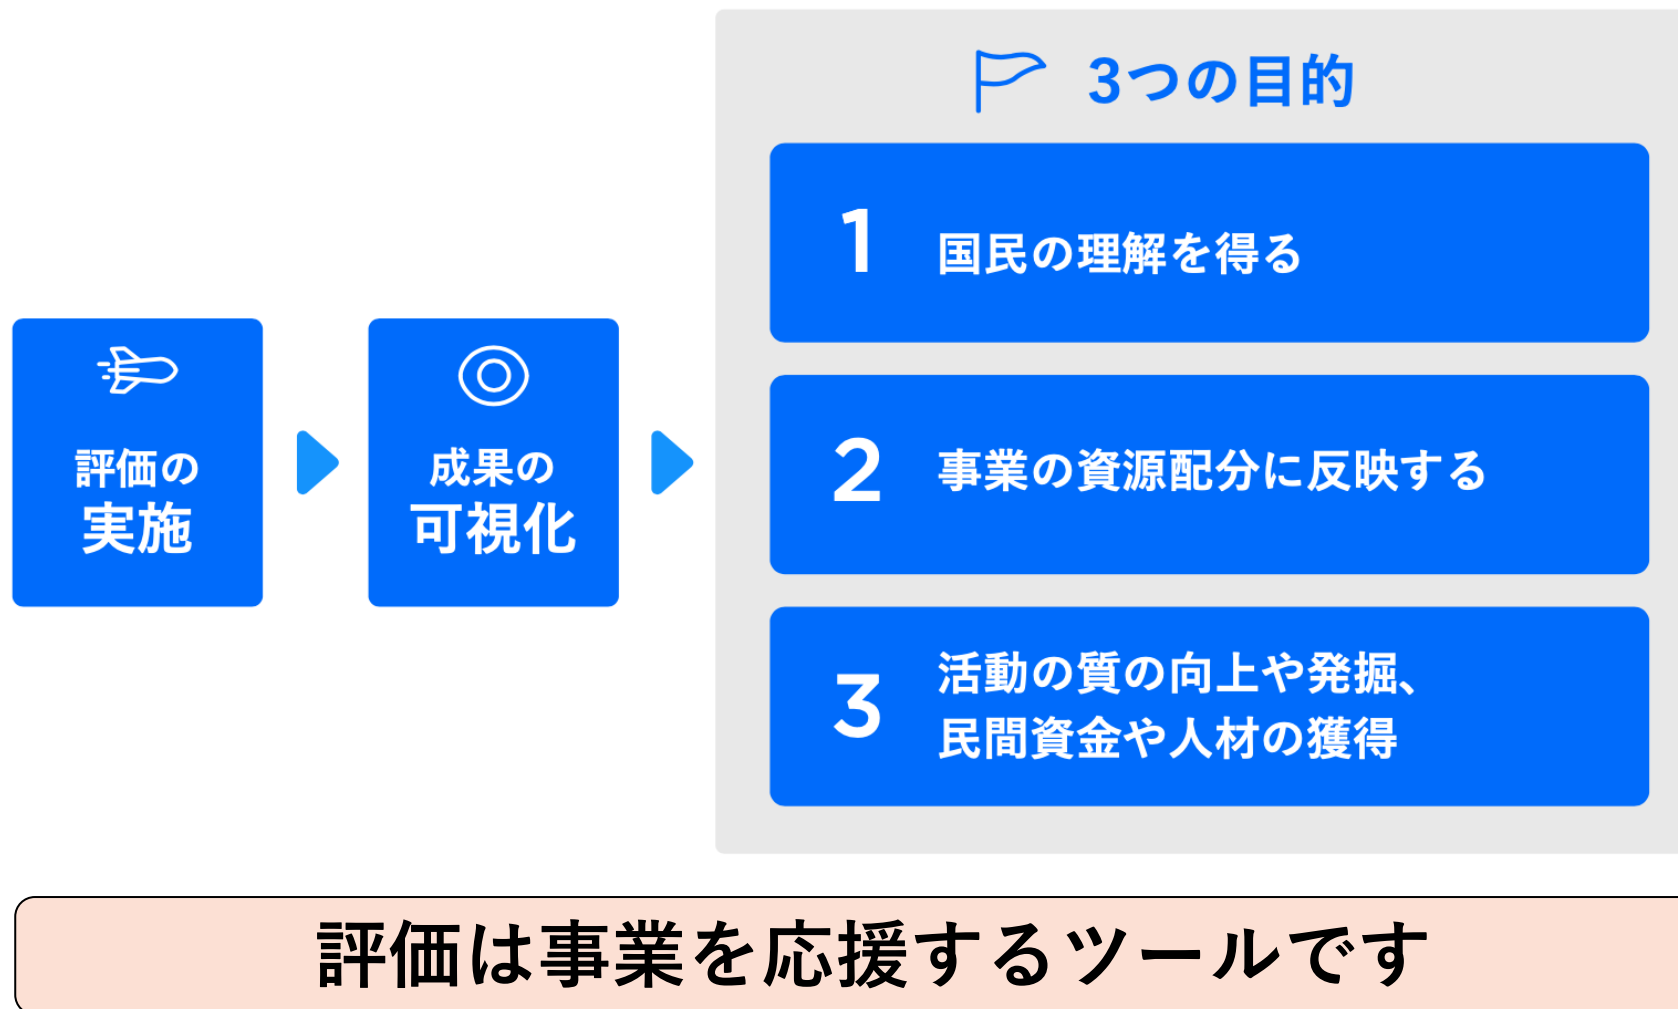 評価の
実施
成果の
可視化
3つの目的
1
国民の理解を得る
2
事業の資源配分に反映する
3
活動の質の向上や発掘、
民間資金や人材の獲得
評価は事業を応援するツールです